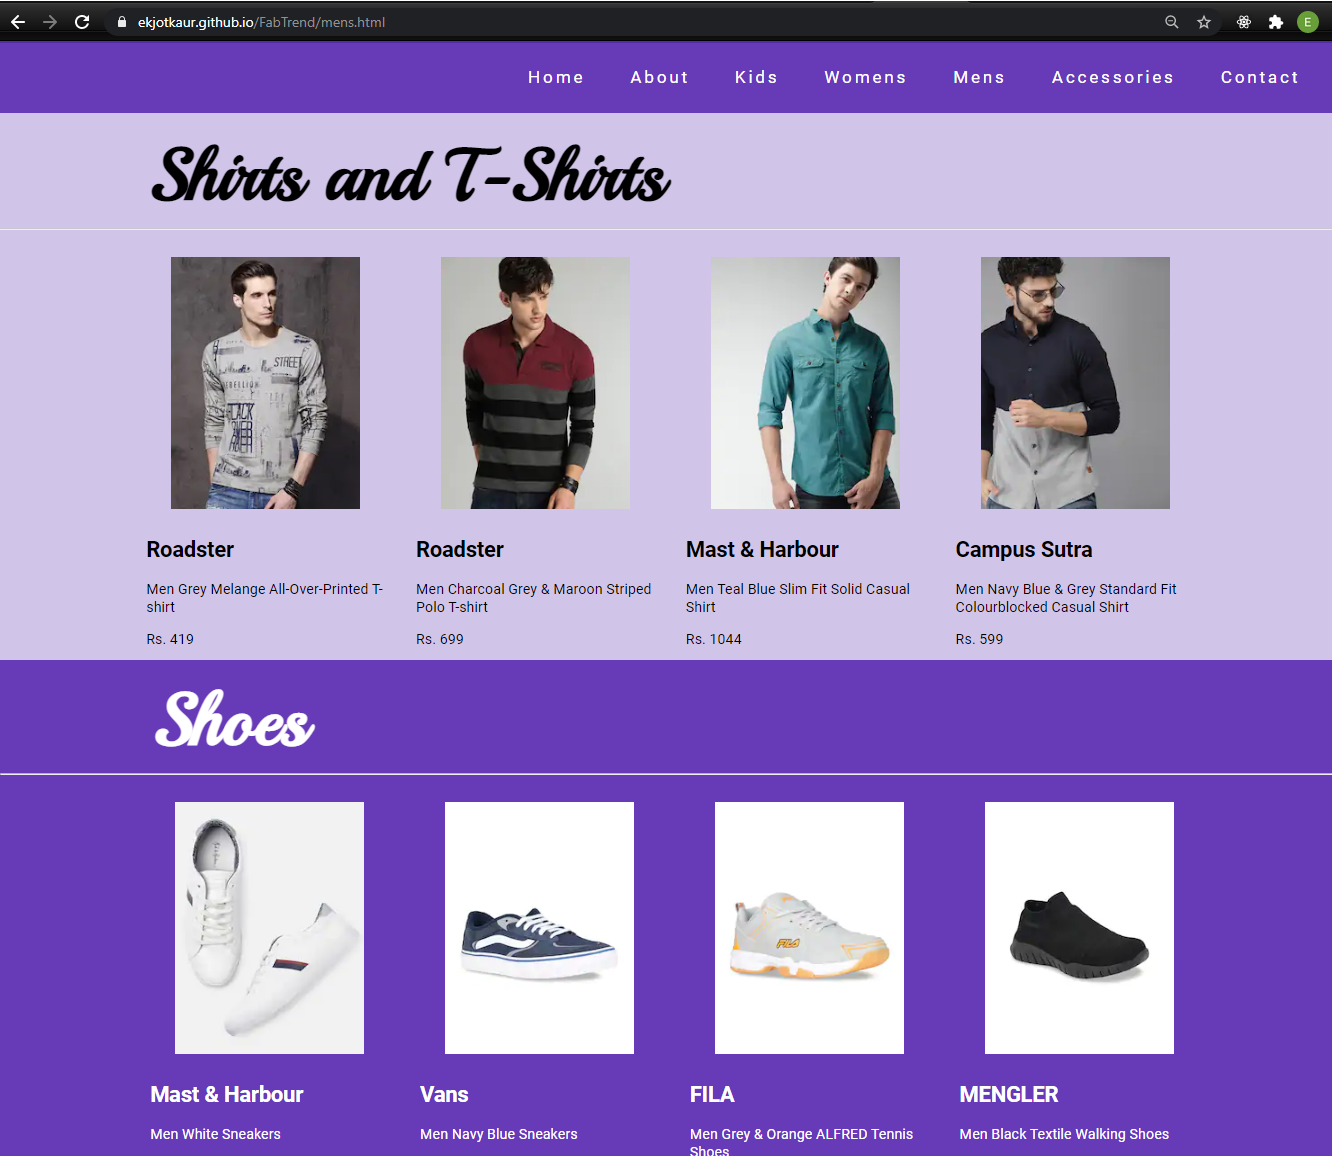 ekjotkaur.github.io/FabTrend/mens.html
E
Home About Kids Womens Mens Accessories Contact
Shirts and T-Shirts
STREET
REBELLION
Roadster
Men Grey Melange All-Over-Printed T-
shirt
Rs. 419
Roadster
Men Charcoal Grey & Maroon Striped
Polo T-shirt
Rs. 699
Mast & Harbour
Men Teal Blue Slim Fit Solid Casual
Shirt
Rs. 1044
Campus Sutra
Men Navy Blue & Grey Standard Fit
Colourblocked Casual Shirt
Rs. 599
Shoes
Mast & Harbour
Men White Sneakers
Vans
Men Navy Blue Sneakers
FILA
FILA
Men Grey & Orange ALFRED Tennis
Shoes
MENGLER
Men Black Textile Walking Shoes